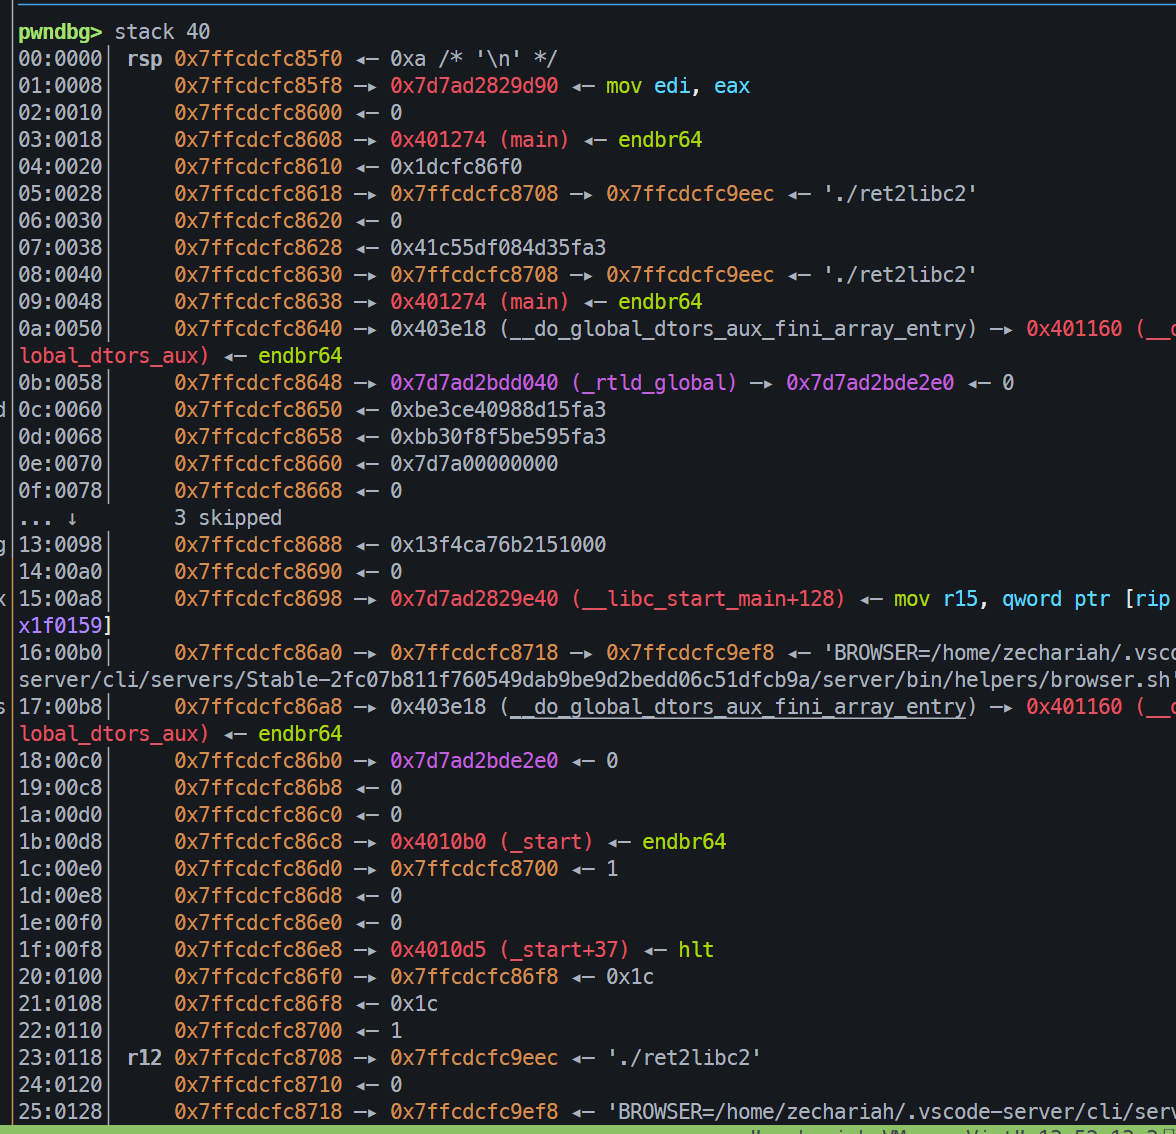 pwndbg> stack 40
00:0000│ rsp 0x7ffcdcfc85f0 ◂— 0xa /* '\n' */
01:0008│     0x7ffcdcfc85f8 —▸ 0x7d7ad2829d90 ◂— mov edi, eax
02:0010│     0x7ffcdcfc8600 ◂— 0
03:0018│     0x7ffcdcfc8608 —▸ 0x401274 (main) ◂— endbr64
04:0020│     0x7ffcdcfc8610 ◂— 0x1dcfc86f0
05:0028│     0x7ffcdcfc8618 —▸ 0x7ffcdcfc8708 —▸ 0x7ffcdcfc9eec ◂— './ret2libc2'
06:0030│     0x7ffcdcfc8620 ◂— 0
07:0038│     0x7ffcdcfc8628 ◂— 0x41c55df084d35fa3
08:0040│     0x7ffcdcfc8630 —▸ 0x7ffcdcfc8708 —▸ 0x7ffcdcfc9eec ◂— './ret2libc2'
09:0048│     0x7ffcdcfc8638 —▸ 0x401274 (main) ◂— endbr64
0a:0050│     0x7ffcdcfc8640 —▸ 0x403e18 (__do_global_dtors_aux_fini_array_entry) —▸ 0x401160 (__
lobal_dtors_aux) ◂— endbr64
0b:0058│     0x7ffcdcfc8648 —▸ 0x7d7ad2bdd040 (_rtld_global) —▸ 0x7d7ad2bde2e0 ◂— 0
0c:0060│     0x7ffcdcfc8650 ◂— 0xbe3ce40988d15fa3
0d:0068│     0x7ffcdcfc8658 ◂— 0xbb30f8f5be595fa3
0e:0070│     0x7ffcdcfc8660 ◂— 0x7d7a00000000
0f:0078│     0x7ffcdcfc8668 ◂— 0
... ↓        3 skipped
13:0098│     0x7ffcdcfc8688 ◂— 0x13f4ca76b2151000
14:00a0│     0x7ffcdcfc8690 ◂— 0
15:00a8│     0x7ffcdcfc8698 —▸ 0x7d7ad2829e40 (__libc_start_main+128) ◂— mov r15, qword ptr [rip
x1f0159]
16:00b0│     0x7ffcdcfc86a0 —▸ 0x7ffcdcfc8718 —▸ 0x7ffcdcfc9ef8 ◂— 'BROWSER=/home/zechariah/.vsc
server/cli/servers/Stable-2fc07b811f760549dab9be9d2bedd06c51dfcb9a/server/bin/helpers/browser.sh'
17:00b8│     0x7ffcdcfc86a8 —▸ 0x403e18 (__do_global_dtors_aux_fini_array_entry) —▸ 0x401160 (__
lobal_dtors_aux) ◂— endbr64
18:00c0│     0x7ffcdcfc86b0 —▸ 0x7d7ad2bde2e0 ◂— 0
19:00c8│     0x7ffcdcfc86b8 ◂— 0
1a:00d0│     0x7ffcdcfc86c0 ◂— 0
1b:00d8│     0x7ffcdcfc86c8 —▸ 0x4010b0 (_start) ◂— endbr64
1c:00e0│     0x7ffcdcfc86d0 —▸ 0x7ffcdcfc8700 ◂— 1
1d:00e8│     0x7ffcdcfc86d8 ◂— 0
1e:00f0│     0x7ffcdcfc86e0 ◂— 0
1f:00f8│     0x7ffcdcfc86e8 —▸ 0x4010d5 (_start+37) ◂— hlt
20:0100│     0x7ffcdcfc86f0 —▸ 0x7ffcdcfc86f8 ◂— 0x1c
21:0108│     0x7ffcdcfc86f8 ◂— 0x1c
22:0110│     0x7ffcdcfc8700 ◂— 1
23:0118│ r12 0x7ffcdcfc8708 —▸ 0x7ffcdcfc9eec ◂— './ret2libc2'
24:0120│     0x7ffcdcfc8710 ◂— 0
25:0128│     0x7ffcdcfc8718 —▸ 0x7ffcdcfc9ef8 ◂— 'BROWSER=/home/zechariah/.vscode-server/cli/ser